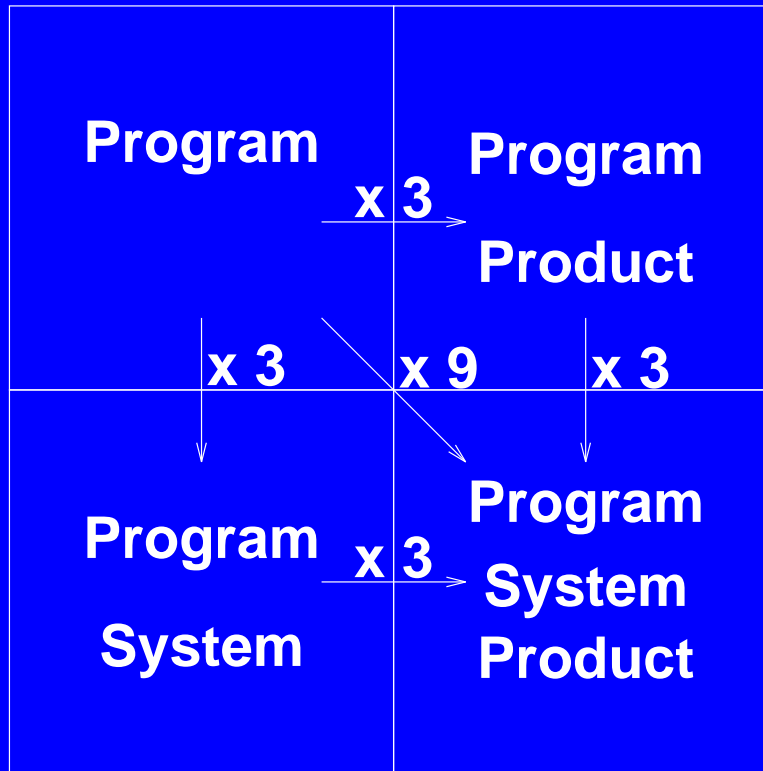 Program
Program
x 3
Product
x 3
x 9
x 3
Program
Program
x 3
System
System
Product